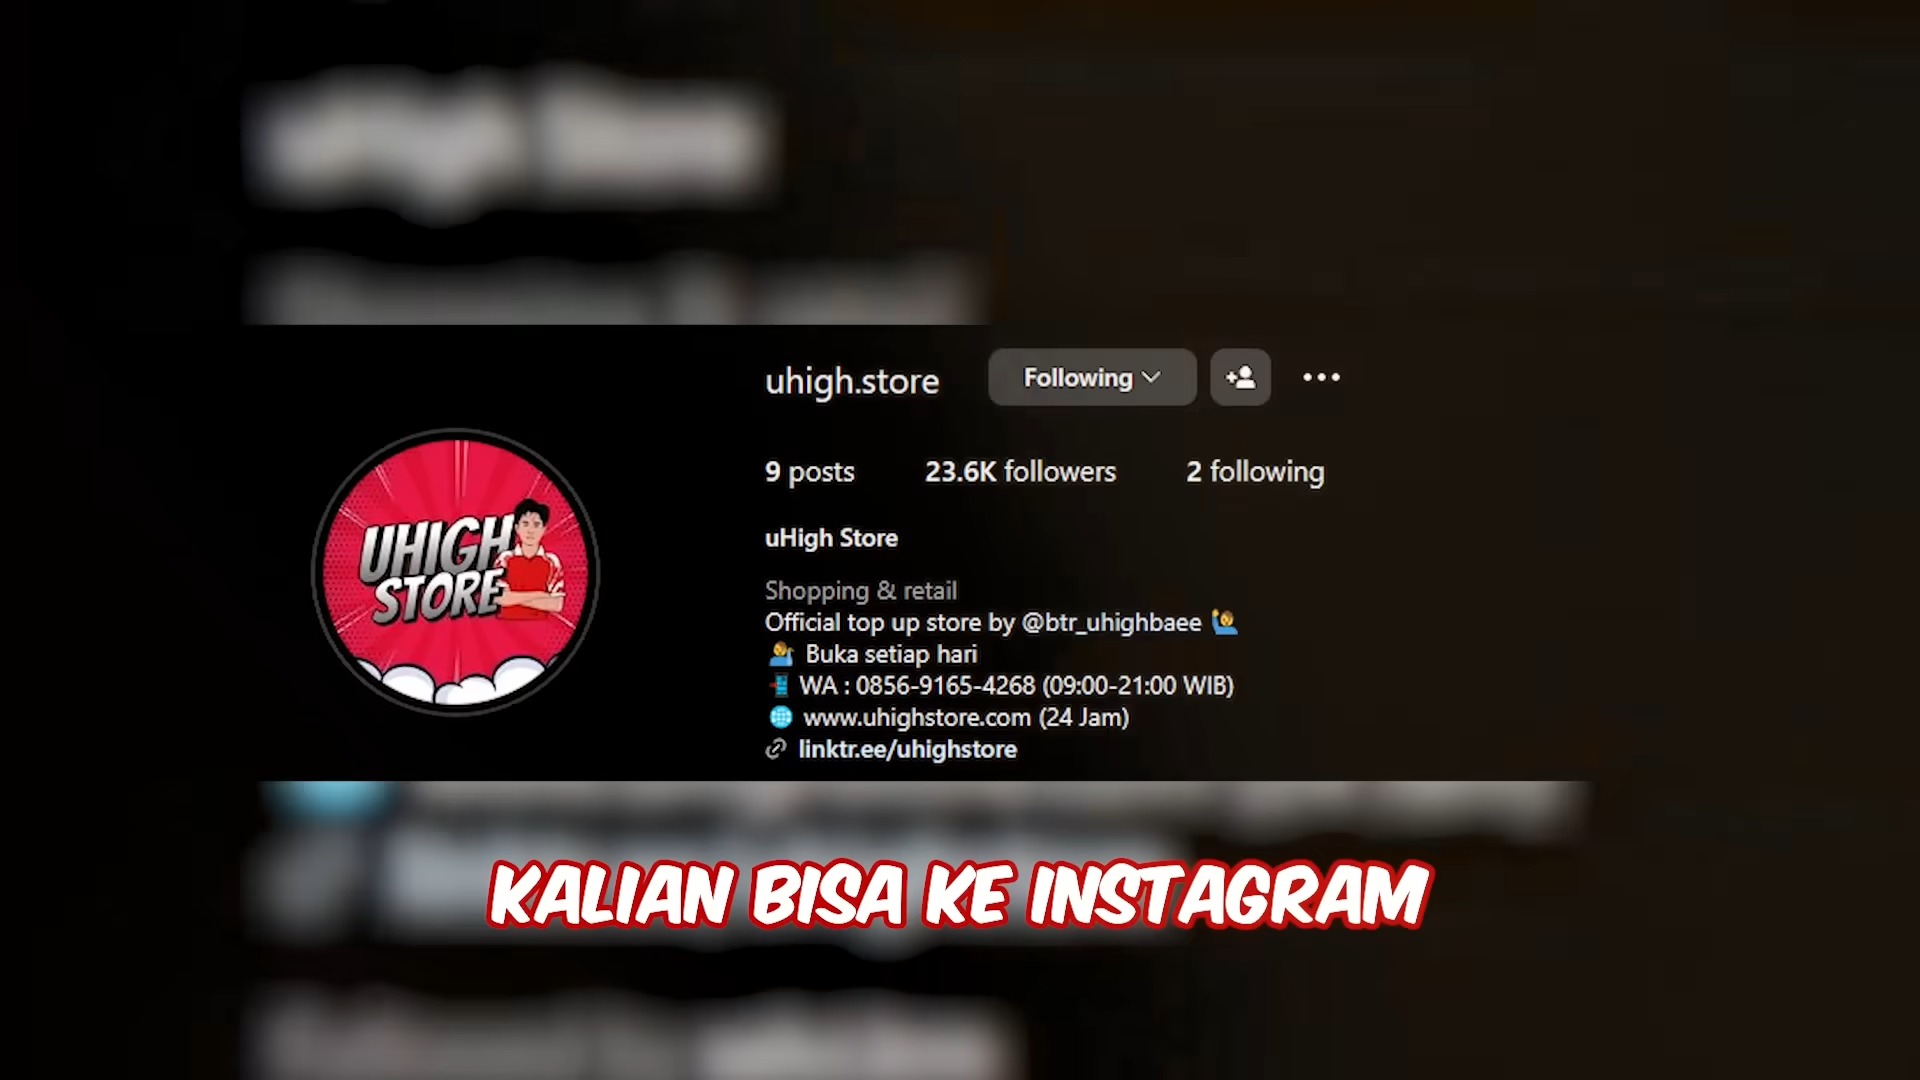 uhigh.store Following
9 posts 23.6K followers 2 following
uHigh Store
UHIGH
STORE
Shopping & retail
Official top up store by @btr_uhighbaee
Buka setiap hari
WA : 0856-9165-4268 (09:00-21:00 WIB)
www.uhighstore.com (24 Jam)
linktr.ee/uhighstore
KALIAN BISA KE INSTAGRAM